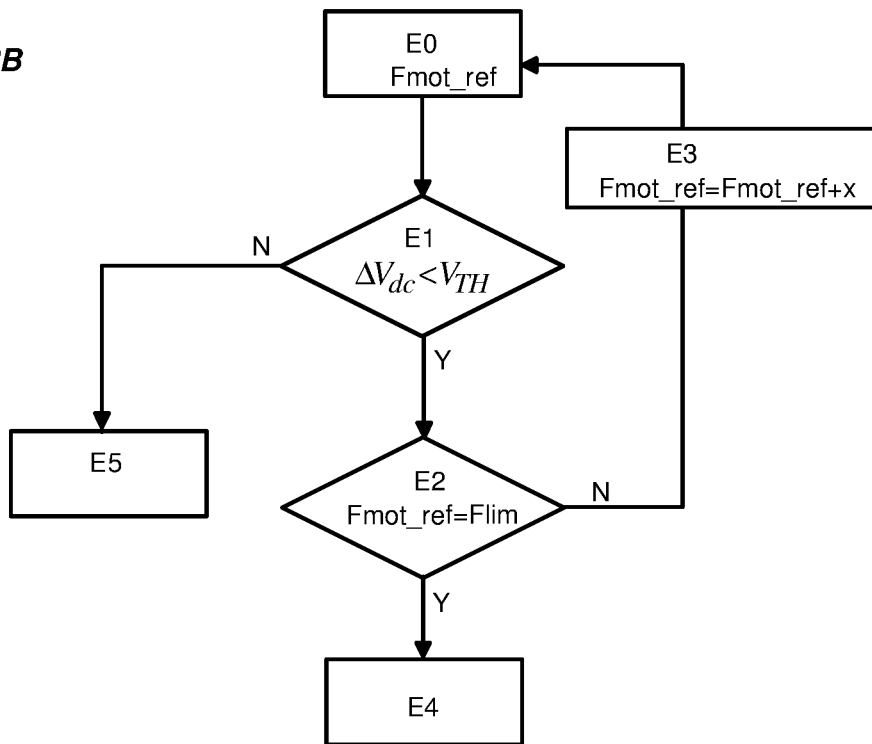 B
E0
Fmot_ref
E3
Fmot_ref=Fmot_ref+x
N
E1
ΔVdc<VTH
Y
E5
E2
Fmot_ref=Flim
N
Y
E4